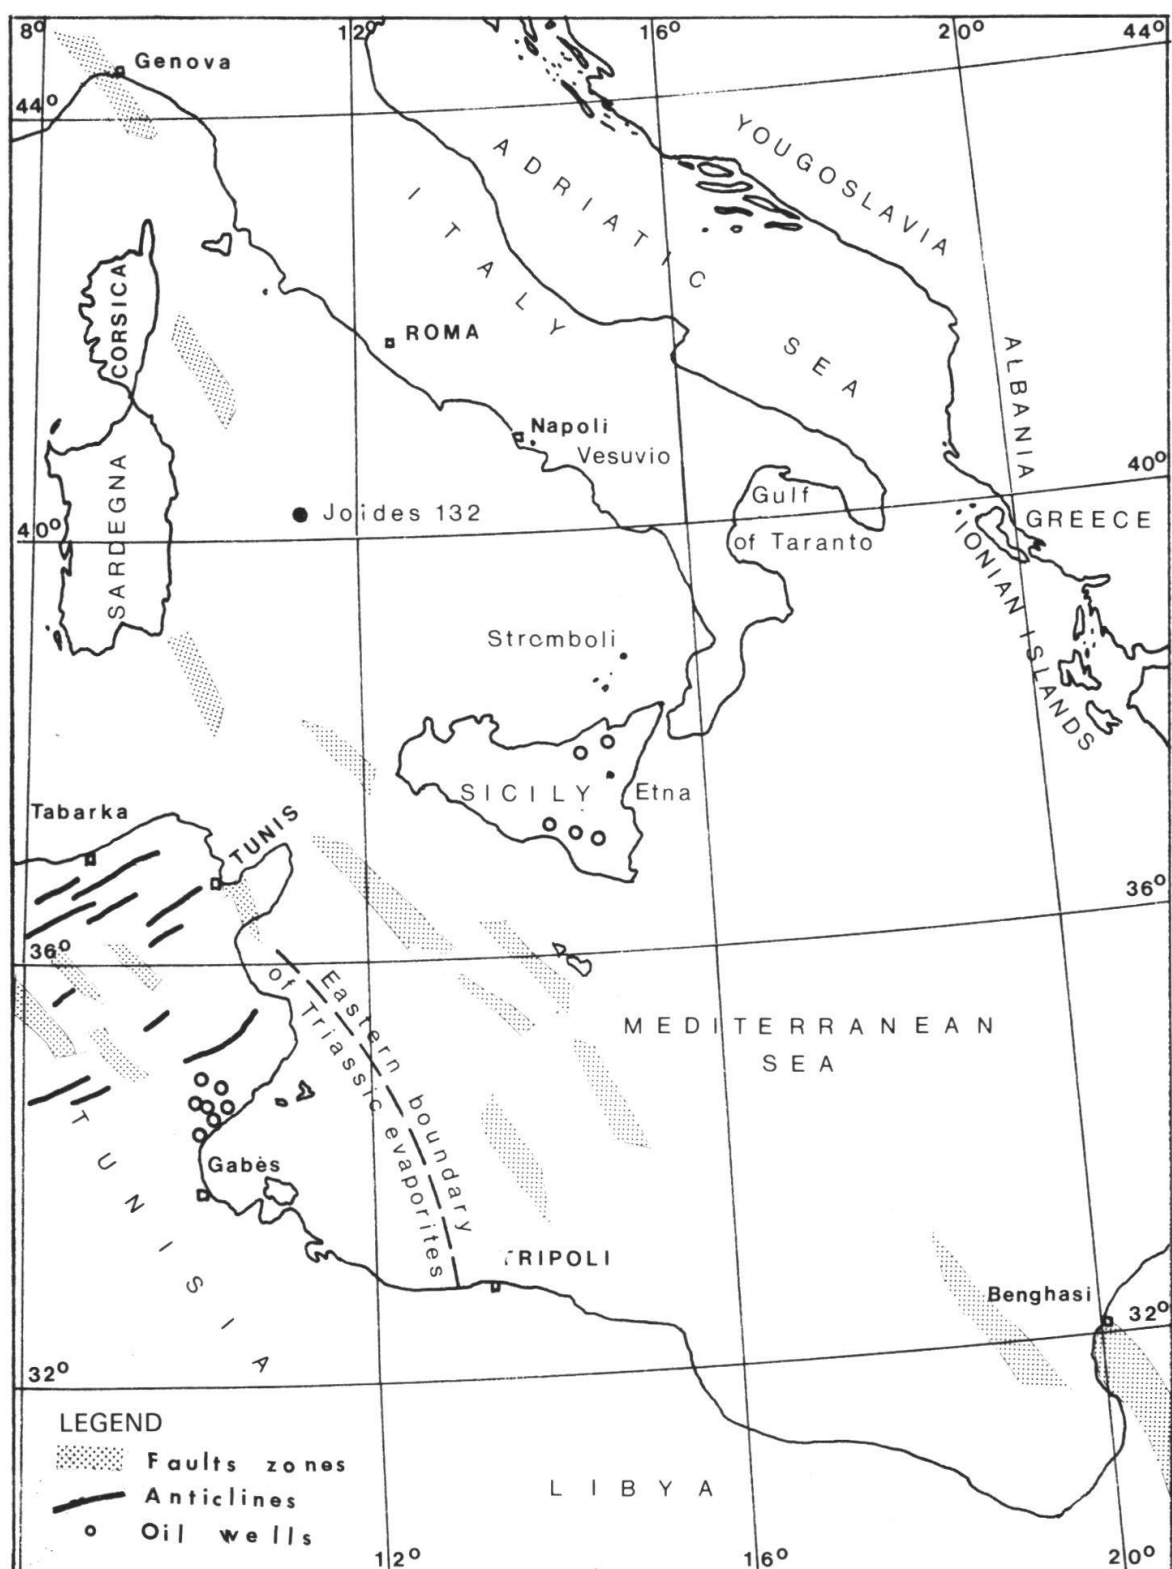 8°
12°
16°
20°
44°
Genova
44°
YOUGOSLAVIA
ADRIATIC
SEA
ITALY
CORSICA
ROMA
ALBANIA
Napoli
Vesuvio
40°
SARDEGNA
Gulf
of Taranto
GREECE
Joides 132
40°
IONIAN ISLANDS
Strcmboli
SICILY
Etna
Tabarka
TUNIS
36°
36°
Eastern boundary
of Triassic evaporites
MEDITERRANEAN
SEA
TUNISIA
Gabès
TRIPOLI
Benghasi
32°
32°
LEGEND
Faults zones
Anticlines
Oil wells
LIBYA
12°
16°
20°